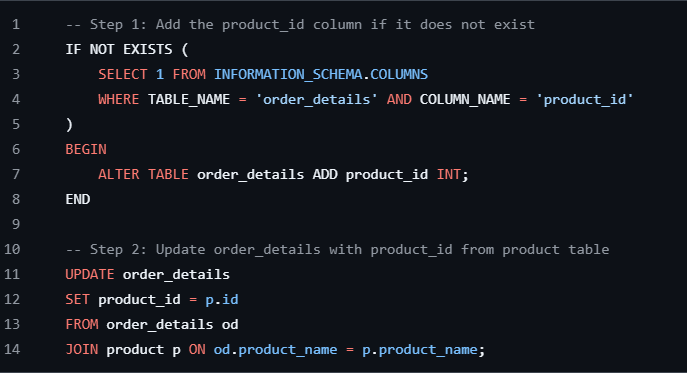 1 -- Step 1: Add the product_id column if it does not exist
2 IF NOT EXISTS (
3 SELECT 1 FROM INFORMATION_SCHEMA.COLUMNS
4 WHERE TABLE_NAME = 'order_details' AND COLUMN_NAME = 'product_id'
5 )
6 BEGIN
7 ALTER TABLE order_details ADD product_id INT;
8 END
9
10 -- Step 2: Update order_details with product_id from product table
11 UPDATE order_details
12 SET product_id = p.id
13 FROM order_details od
14 JOIN product p ON od.product_name = p.product_name;